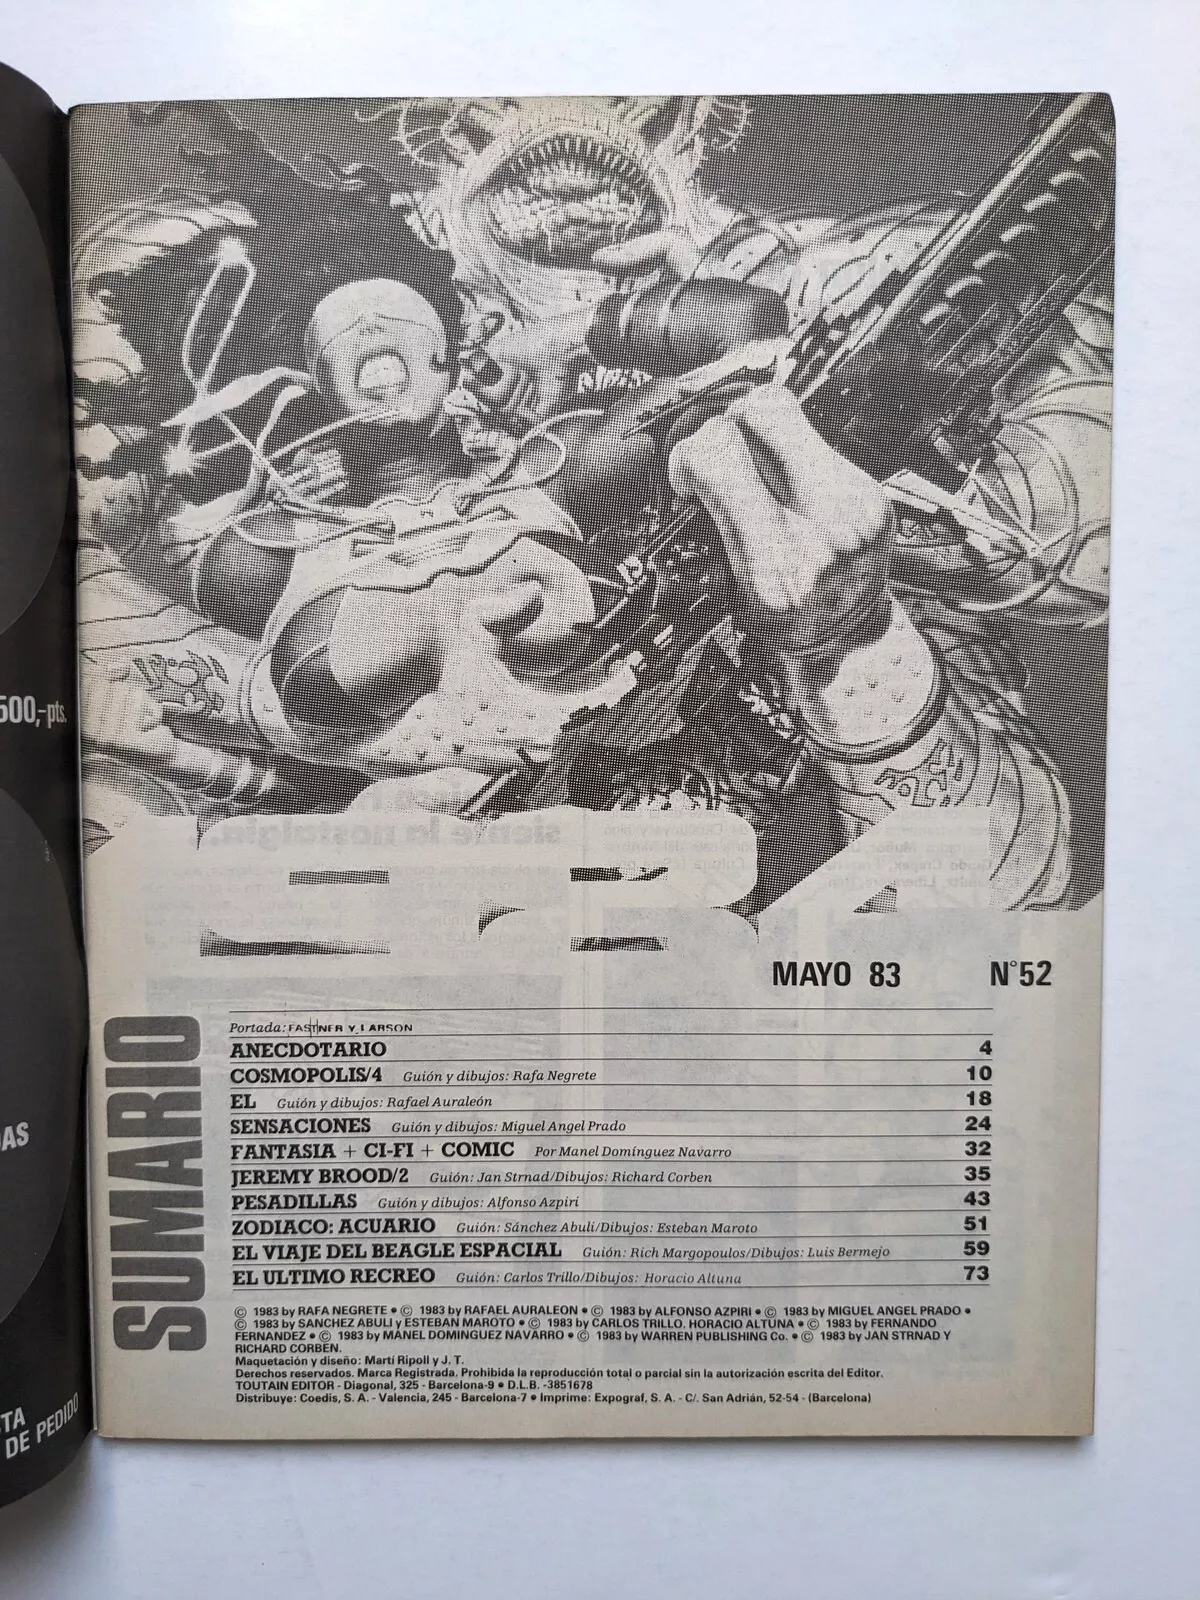 500,-pts.
DAS
STA
DE PEDIDO
MAYO 83 N°52
SUMARIO
Portada: FASTNER Y LARSON
ANECDOTARIO 4
COSMOPOLIS/4 Guión y dibujos: Rafa Negrete 10
EL Guión y dibujos: Rafael Auraleón 18
SENSACIONES Guión y dibujos: Miguel Angel Prado 24
FANTASIA + CI-FI + COMIC Por Manel Domínguez Navarro 32
JEREMY BROOD/2 Guión: Jan Strnad/Dibujos: Richard Corben 35
PESADILLAS Guión y dibujos: Alfonso Azpiri 43
ZODIACO: ACUARIO Guión: Sánchez Abulí/Dibujos: Esteban Maroto 51
EL VIAJE DEL BEAGLE ESPACIAL Guión: Rich Margopoulos/Dibujos: Luis Bermejo 59
EL ULTIMO RECREO Guión: Carlos Trillo/Dibujos: Horacio Altuna 73
© 1983 by RAFA NEGRETE • © 1983 by RAFAEL AURALEON • © 1983 by ALFONSO AZPIRI • © 1983 by MIGUEL ANGEL PRADO •
© 1983 by SANCHEZ ABULI y ESTEBAN MAROTO • © 1983 by CARLOS TRILLO. HORACIO ALTUNA • © 1983 by FERNANDO
FERNANDEZ • © 1983 by MANEL DOMINGUEZ NAVARRO • © 1983 by WARREN PUBLISHING Co. • © 1983 by JAN STRNAD Y
RICHARD CORBEN.
Maquetación y diseño: Martí Ripoll y J. T.
Derechos reservados. Marca Registrada. Prohibida la reproducción total o parcial sin la autorización escrita del Editor.
TOUTAIN EDITOR - Diagonal, 325 - Barcelona-9 • D.L.B. -3851678
Distribuye: Coedis, S. A. - Valencia, 245 - Barcelona-7 • Imprime: Expograf, S. A. - C/. San Adrián, 52-54 - (Barcelona)